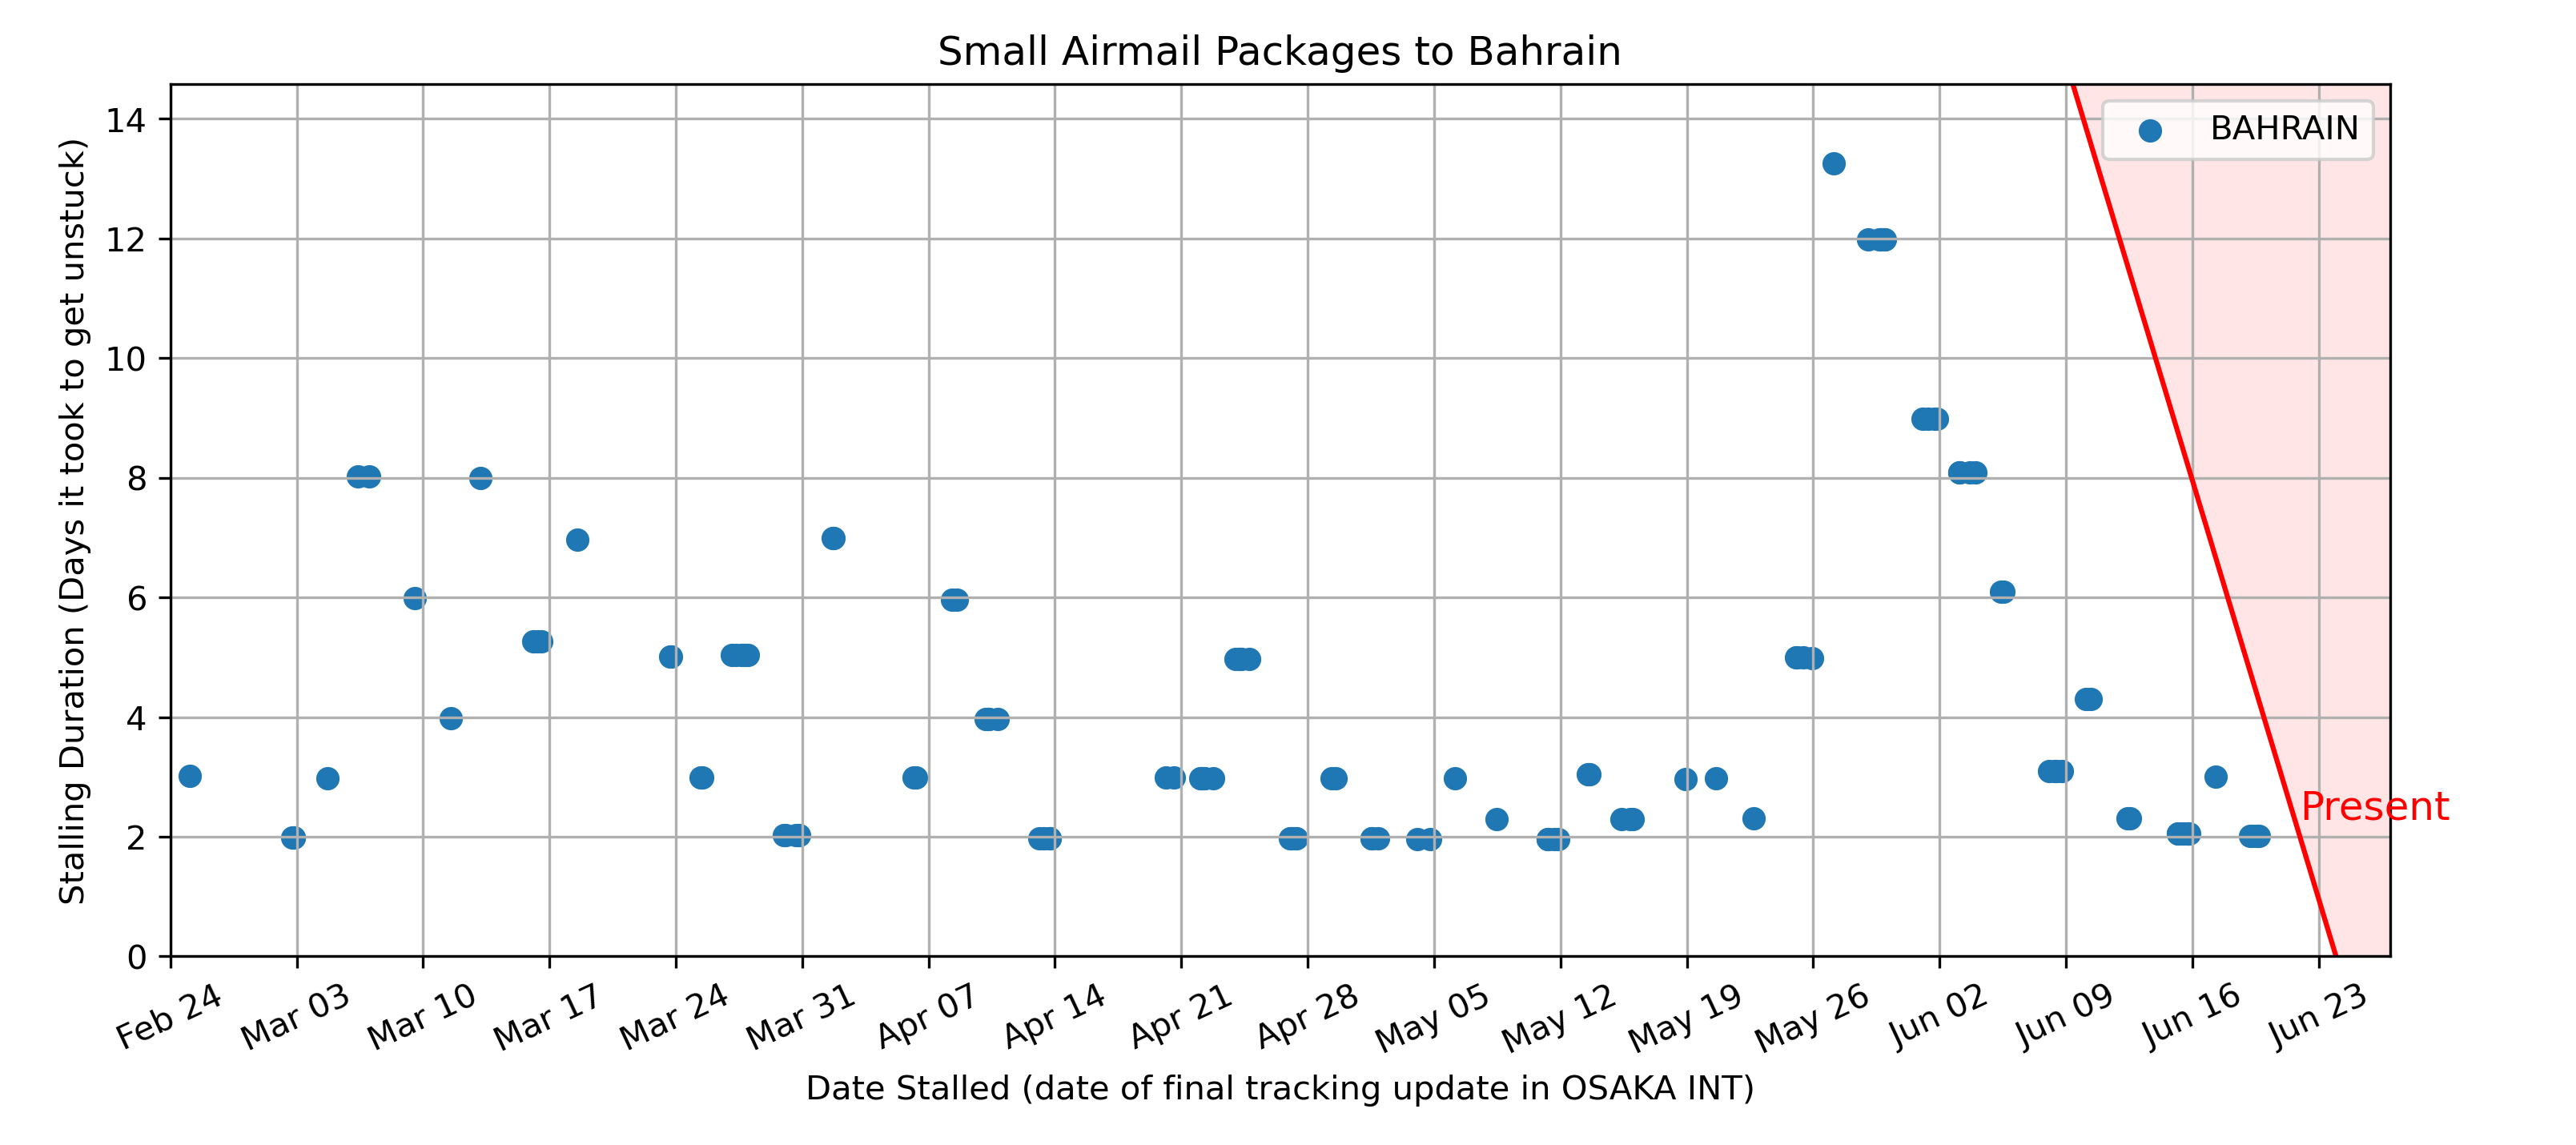 Small Airmail Packages to Bahrain
BAHRAIN
14
12
10
8
6
4
2
0
Stalling Duration (Days it took to get unstuck)
Present
Feb 24
Mar 03
Mar 10
Mar 17
Mar 24
Mar 31
Apr 07
Apr 14
Apr 21
Apr 28
May 05
May 12
May 19
May 26
Jun 02
Jun 09
Jun 16
Jun 23
Date Stalled (date of final tracking update in OSAKA INT)